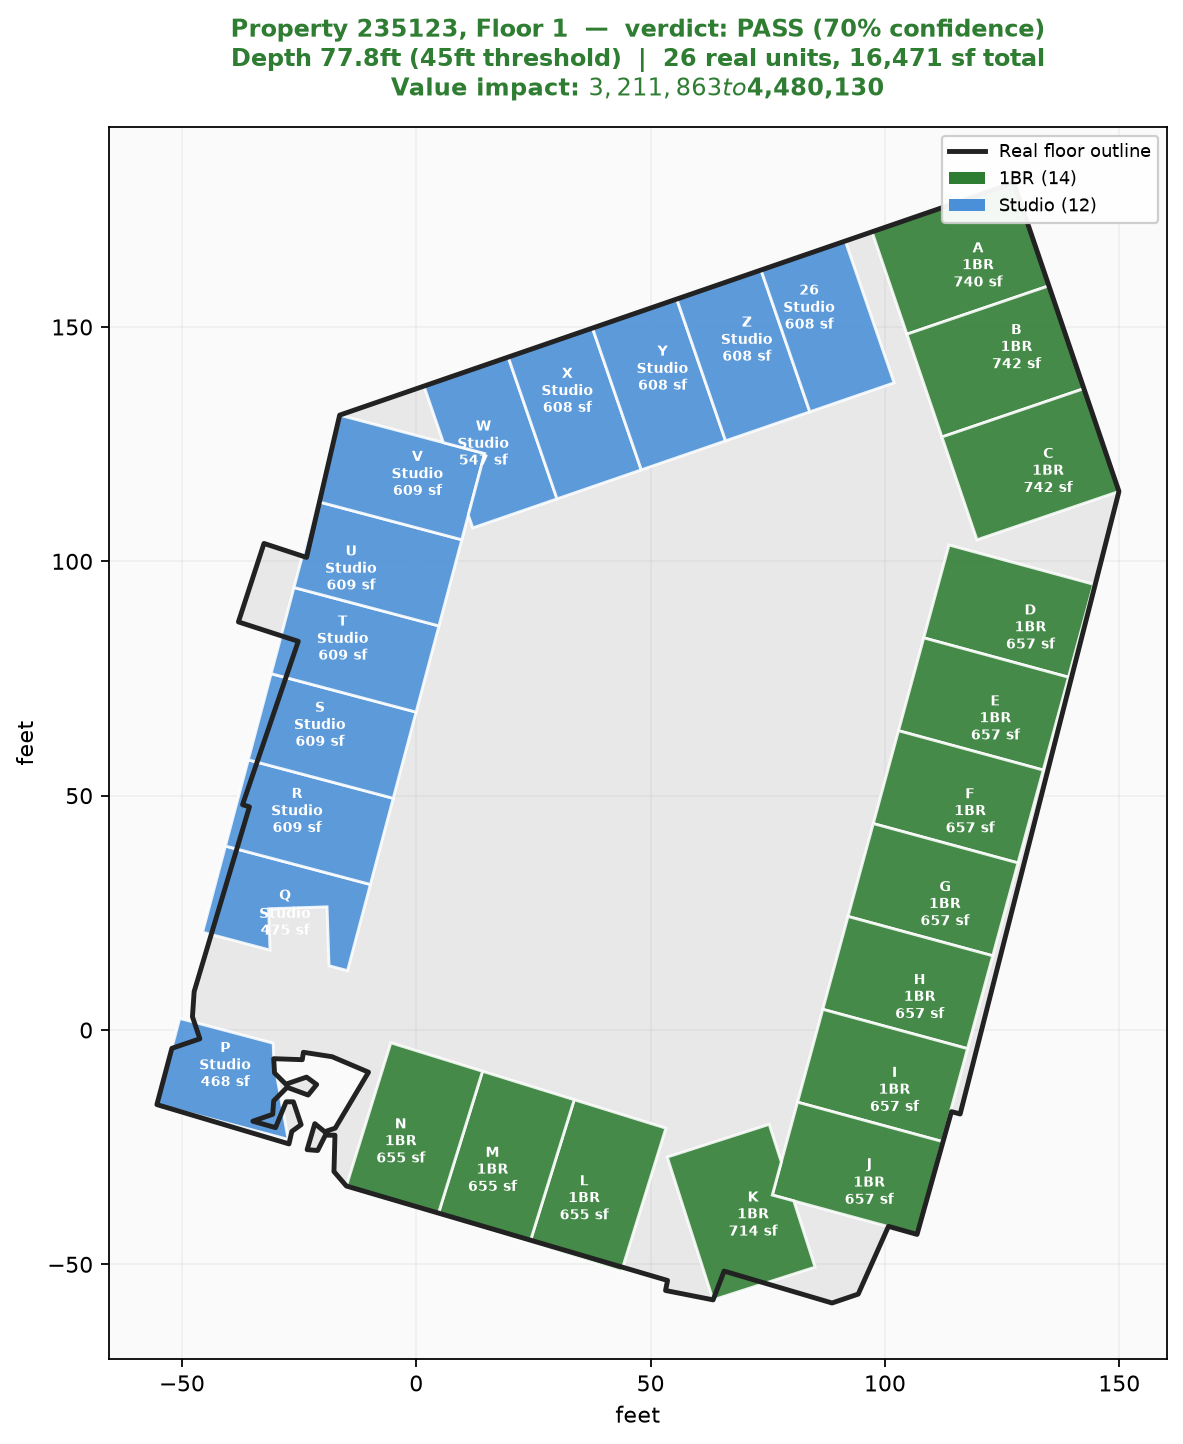 Property 235123, Floor 1 — verdict: PASS (70% confidence)
Depth 77.8ft (45ft threshold) | 26 real units, 16,471 sf total
Value impact: 3,211,863to4,480,130
Real floor outline
1BR (14)
Studio (12)
A
1BR
740 sf
B
1BR
742 sf
C
1BR
742 sf
26
Studio
608 sf
Z
Studio
608 sf
Y
Studio
608 sf
X
Studio
608 sf
W
Studio
547 sf
V
Studio
609 sf
U
Studio
609 sf
T
Studio
609 sf
S
Studio
609 sf
R
Studio
609 sf
Q
Studio
475 sf
P
Studio
468 sf
D
1BR
657 sf
E
1BR
657 sf
F
1BR
657 sf
G
1BR
657 sf
H
1BR
657 sf
I
1BR
657 sf
J
1BR
657 sf
K
1BR
714 sf
L
1BR
655 sf
M
1BR
655 sf
N
1BR
655 sf
150
100
50
0
−50
feet
−50
0
50
100
150
feet